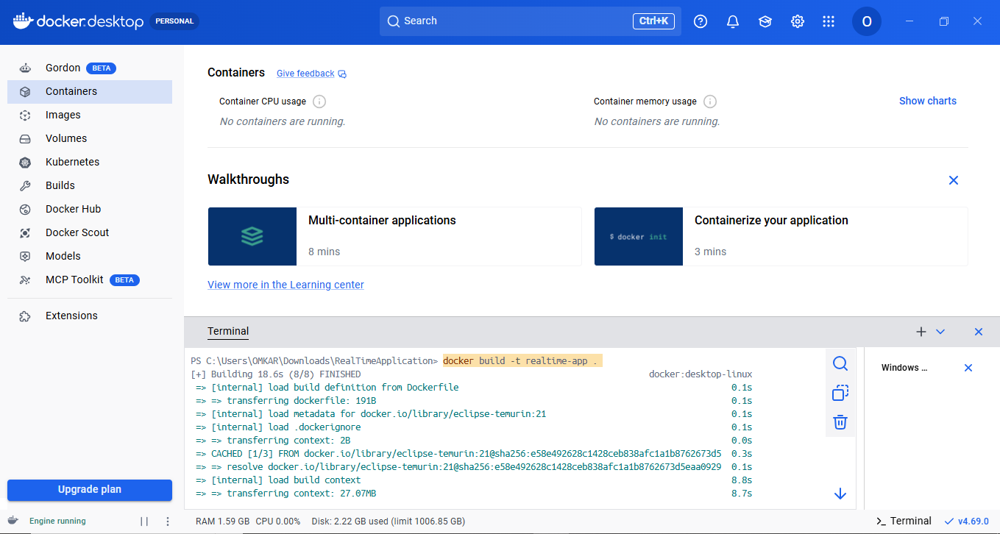 docker.desktop PERSONAL Search Ctrl+K O
Gordon BETA
Containers
Images
Volumes
Kubernetes
Builds
Docker Hub
Docker Scout
Models
MCP Toolkit BETA
Extensions
Upgrade plan
Containers Give feedback
Container CPU usage
No containers are running.
Container memory usage
No containers are running.
Show charts
Walkthroughs
Multi-container applications
8 mins
$ docker init
Containerize your application
3 mins
View more in the Learning center
Terminal
PS C:\Users\OMKAR\Downloads\RealTimeApplication> docker build -t realtime-app .
[+] Building 18.6s (8/8) FINISHED docker:desktop-linux
=> [internal] load build definition from Dockerfile 0.1s
=> => transferring dockerfile: 191B 0.1s
=> [internal] load metadata for docker.io/library/eclipse-temurin:21 0.1s
=> [internal] load .dockerignore 0.1s
=> => transferring context: 2B 0.0s
=> CACHED [1/3] FROM docker.io/library/eclipse-temurin:21@sha256:e58e492628c1428ceb838afc1a1b8762673d5 0.3s
=> => resolve docker.io/library/eclipse-temurin:21@sha256:e58e492628c1428ceb838afc1a1b8762673d5eaa0929 0.1s
=> [internal] load build context 8.8s
=> => transferring context: 27.07MB 8.7s
Windows ...
Engine running
RAM 1.59 GB CPU 0.00% Disk: 2.22 GB used (limit 1006.85 GB)
>_ Terminal
v4.69.0